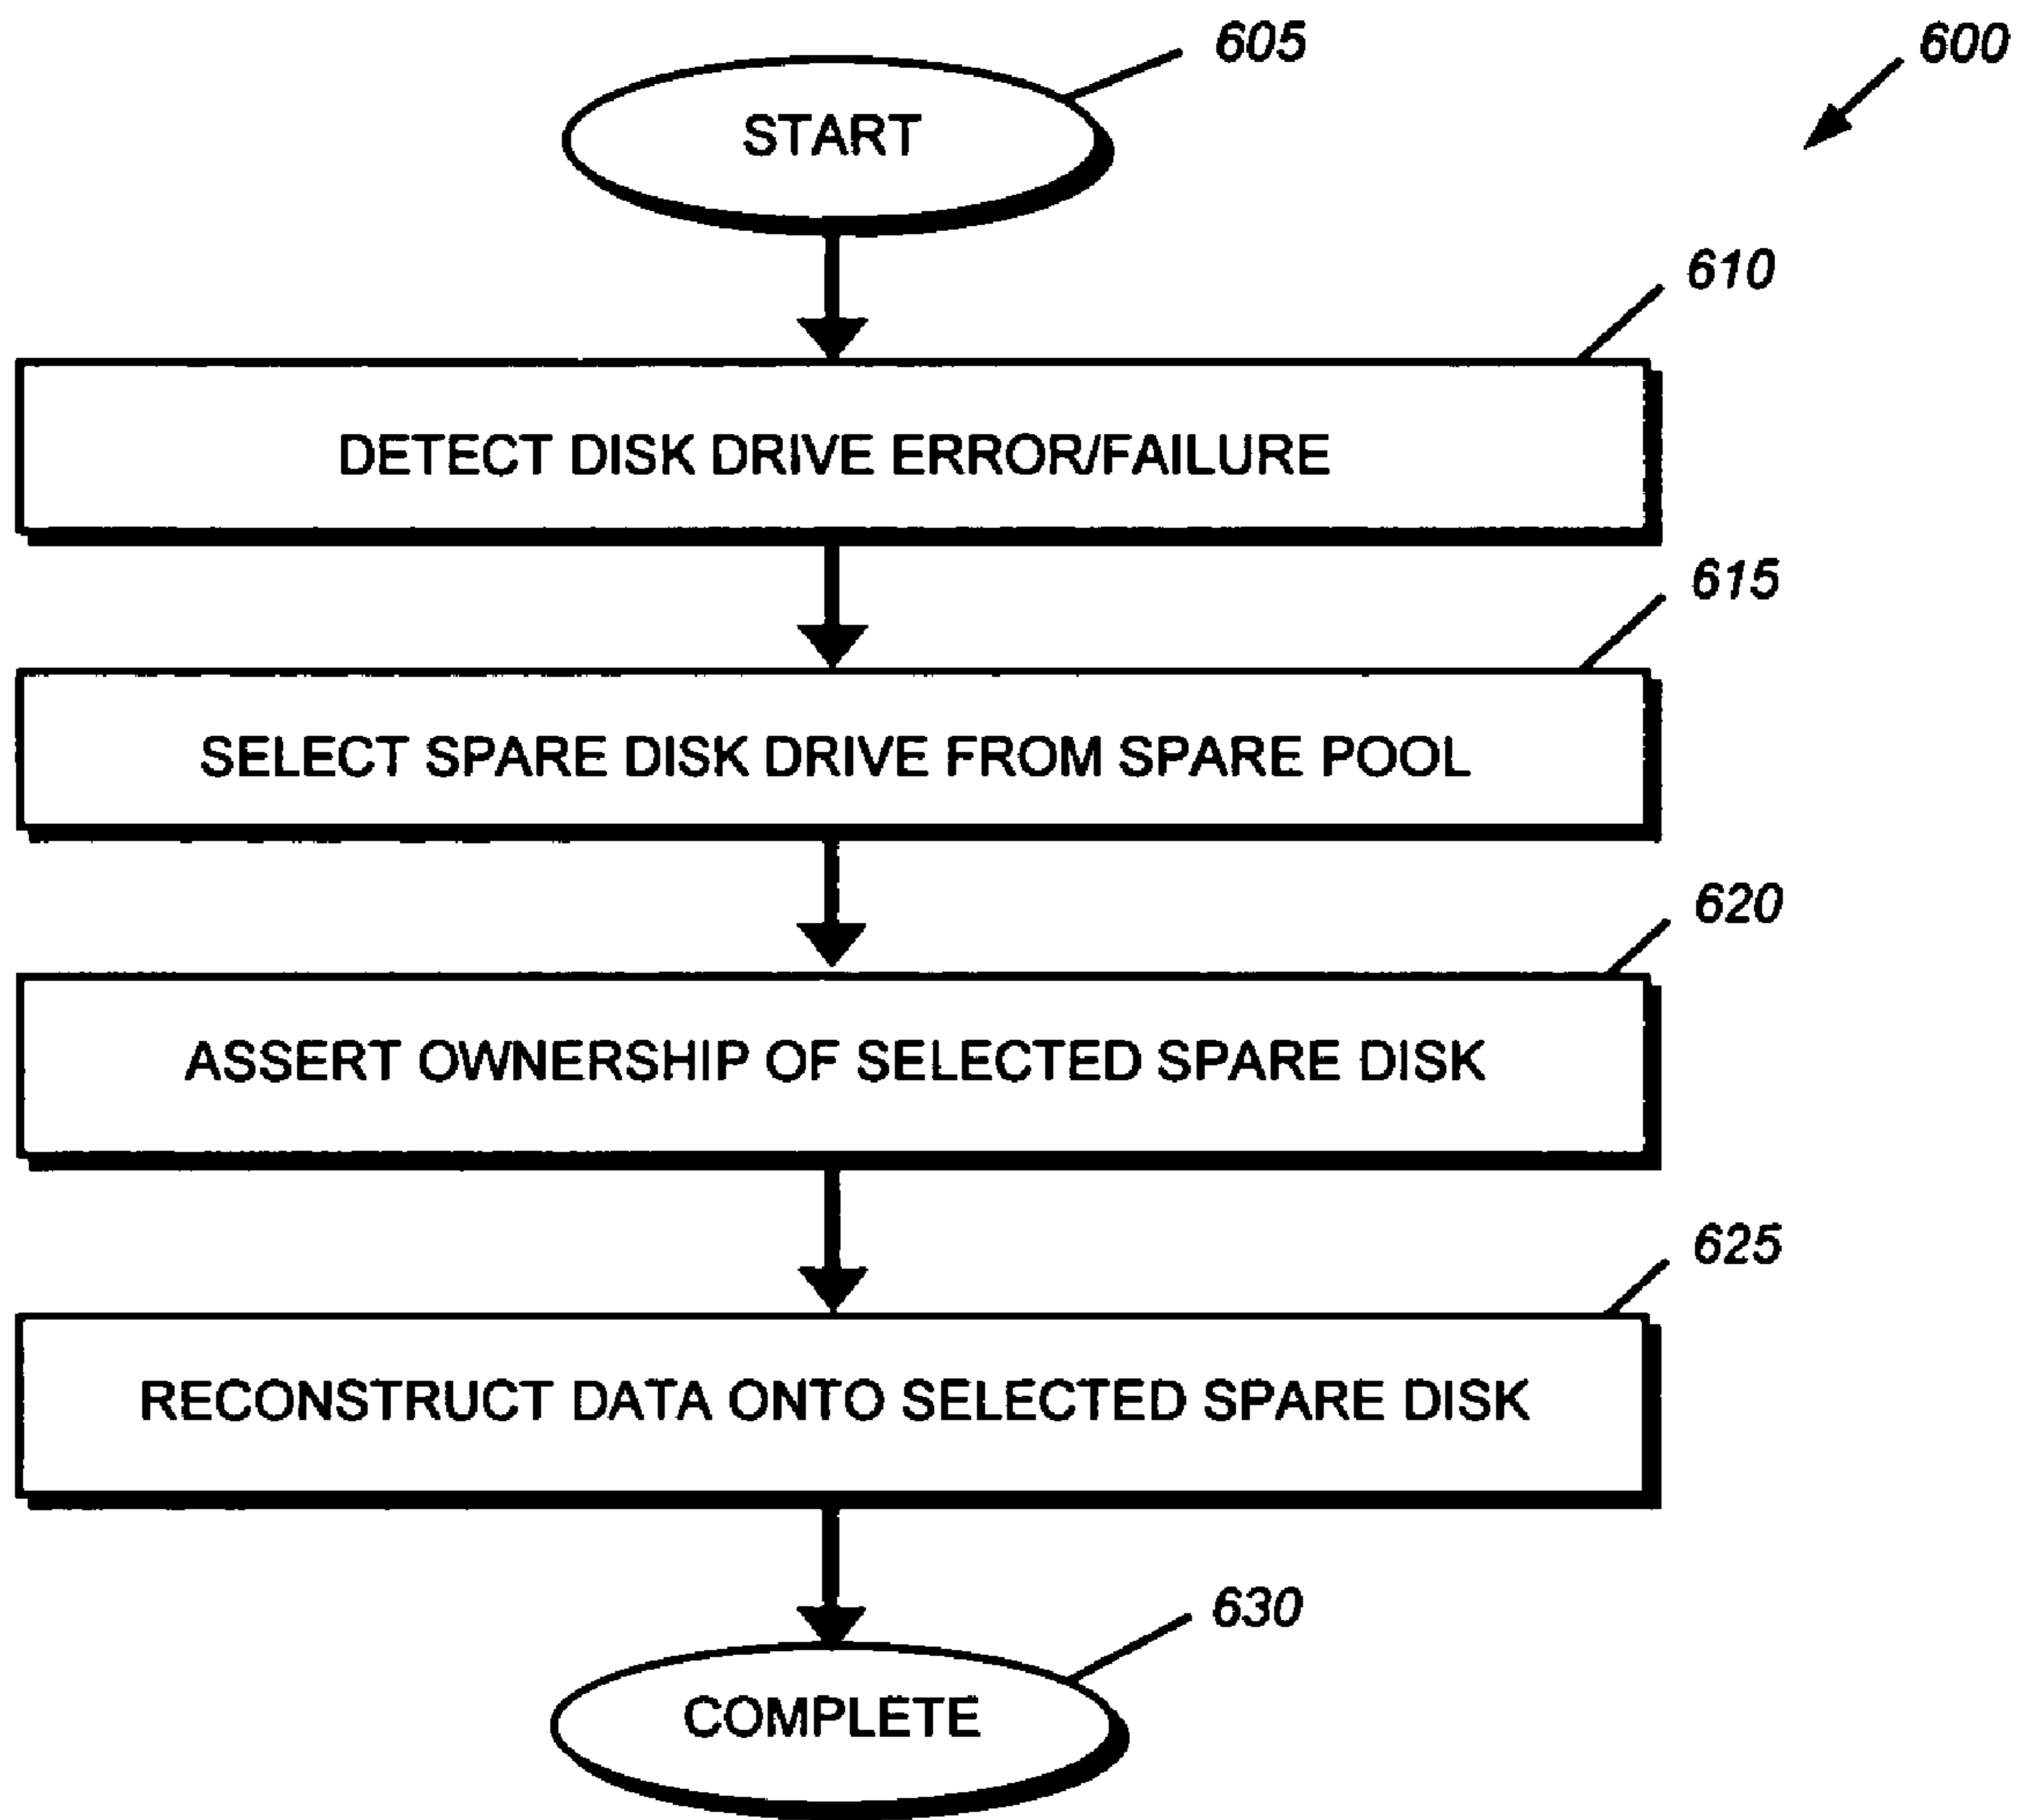 605
600
START
610
DETECT DISK DRIVE ERROR/FAILURE
615
SELECT SPARE DISK DRIVE FROM SPARE POOL
620
ASSERT OWNERSHIP OF SELECTED SPARE DISK
625
RECONSTRUCT DATA ONTO SELECTED SPARE DISK
630
COMPLETE